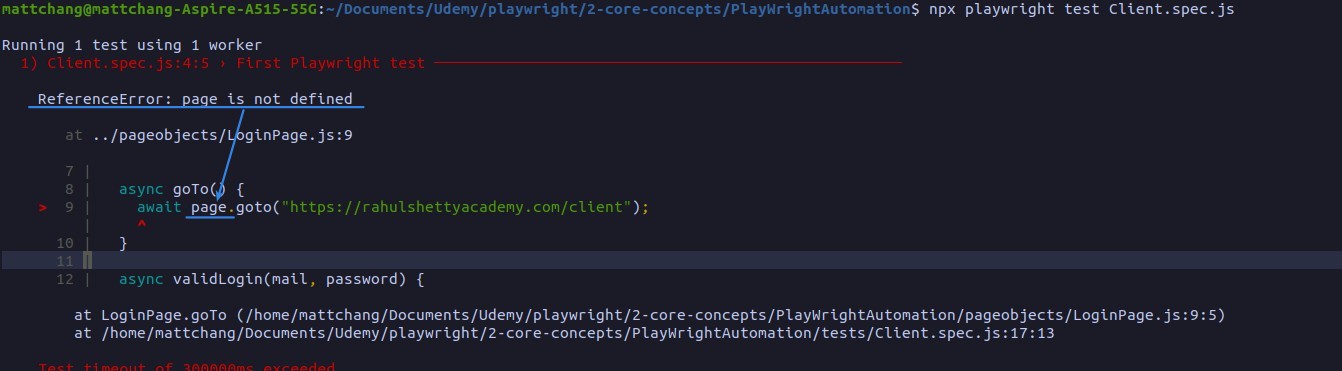 mattchang@mattchang-Aspire-A515-55G:~/Documents/Udemy/playwright/2-core-concepts/PlayWrightAutomation$ npx playwright test Client.spec.js
Running 1 test using 1 worker
1) Client.spec.js:4:5 › First Playwright test ────────────────────────────────────────────────────
ReferenceError: page is not defined
at ../pageobjects/LoginPage.js:9
7 |
8 | async goTo() {
> 9 | await page.goto("https://rahulshettyacademy.com/client");
| ^
10 | }
11 |
12 | async validLogin(mail, password) {
at LoginPage.goTo (/home/mattchang/Documents/Udemy/playwright/2-core-concepts/PlayWrightAutomation/pageobjects/LoginPage.js:9:5)
at /home/mattchang/Documents/Udemy/playwright/2-core-concepts/PlayWrightAutomation/tests/Client.spec.js:17:13
Test timeout of 300000ms exceeded